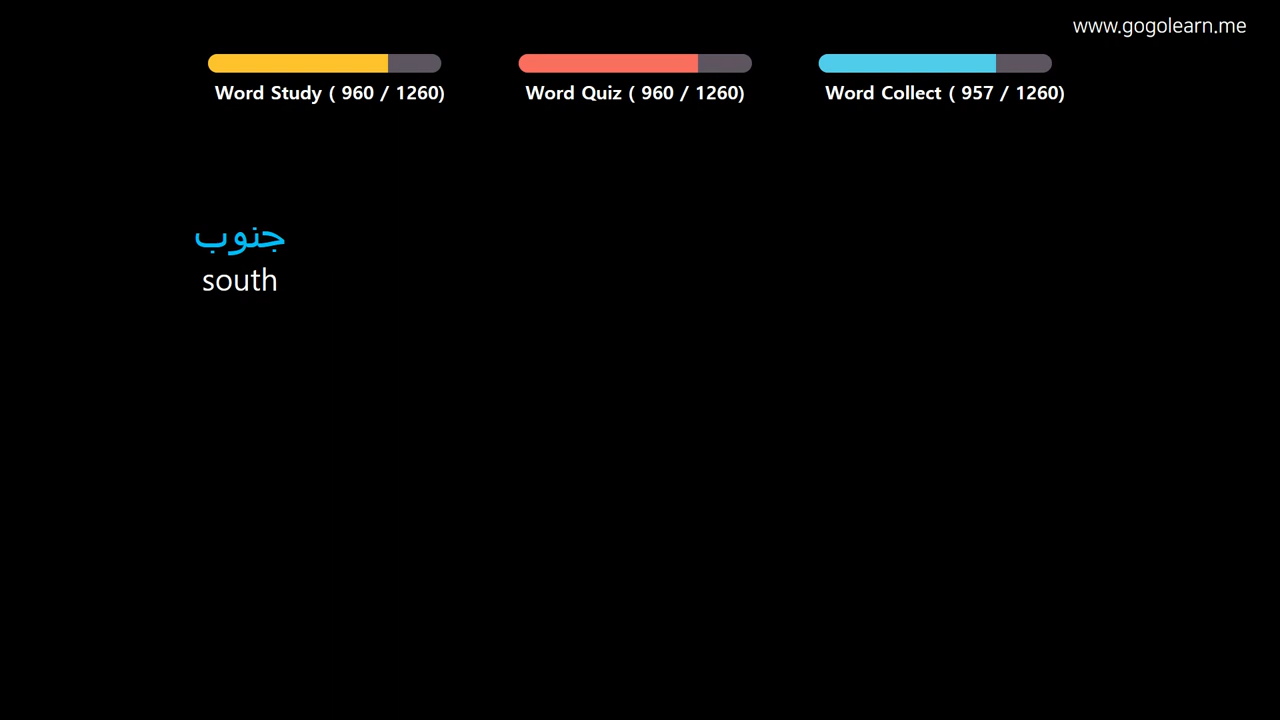 www.gogolearn.me
Word Study ( 960 / 1260)
Word Quiz ( 960 / 1260)
Word Collect ( 957 / 1260)
جنوب
south